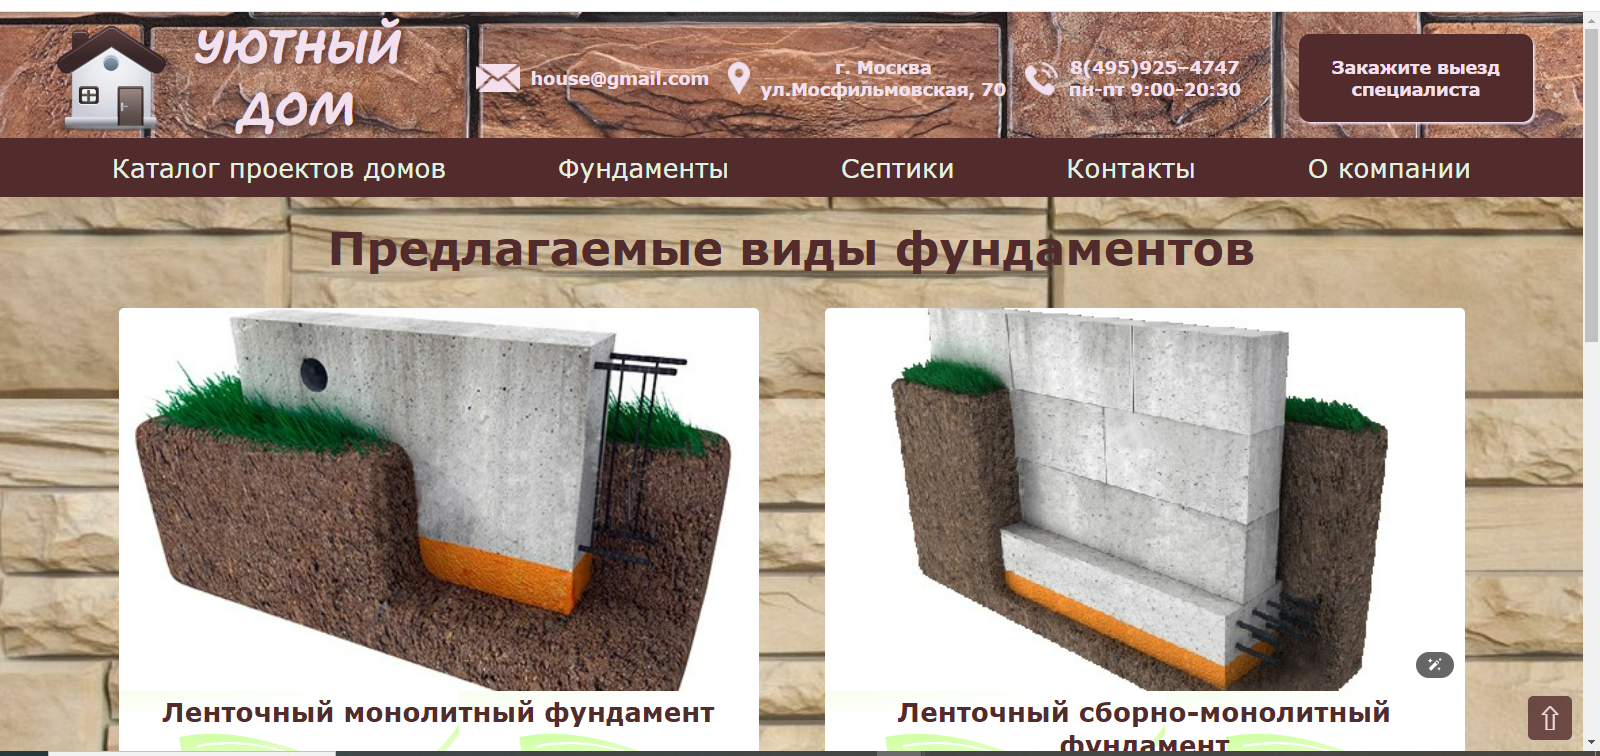 УЮТНЫЙ
ДОМ
house@gmail.com
г. Москва
ул.Мосфильмовская, 70
8(495)925–4747
пн-пт 9:00-20:30
Закажите выезд
специалиста
Каталог проектов домов
Фундаменты
Септики
Контакты
О компании
Предлагаемые виды фундаментов
Ленточный монолитный фундамент
Ленточный сборно-монолитный
фундамент